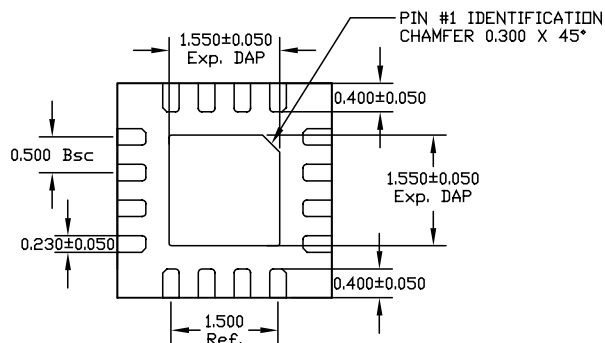 PIN #1 IDENTIFICATION
CHAMFER 0.300 X 45°
1.550±0.050
Exp. DAP
0.400±0.050
0.500 Bsc
1.550±0.050
Exp. DAP
0.230±0.050
0.400±0.050
1.500
Ref.